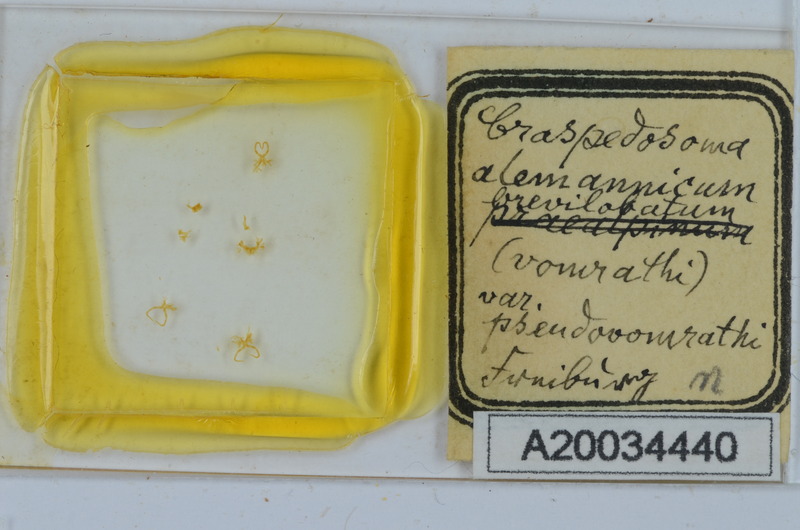 Craspedosoma
alemannicum
brevilobatum
praealpinum
(vomrathi)
var.
pseudovomrathi
Freiburg n
A20034440